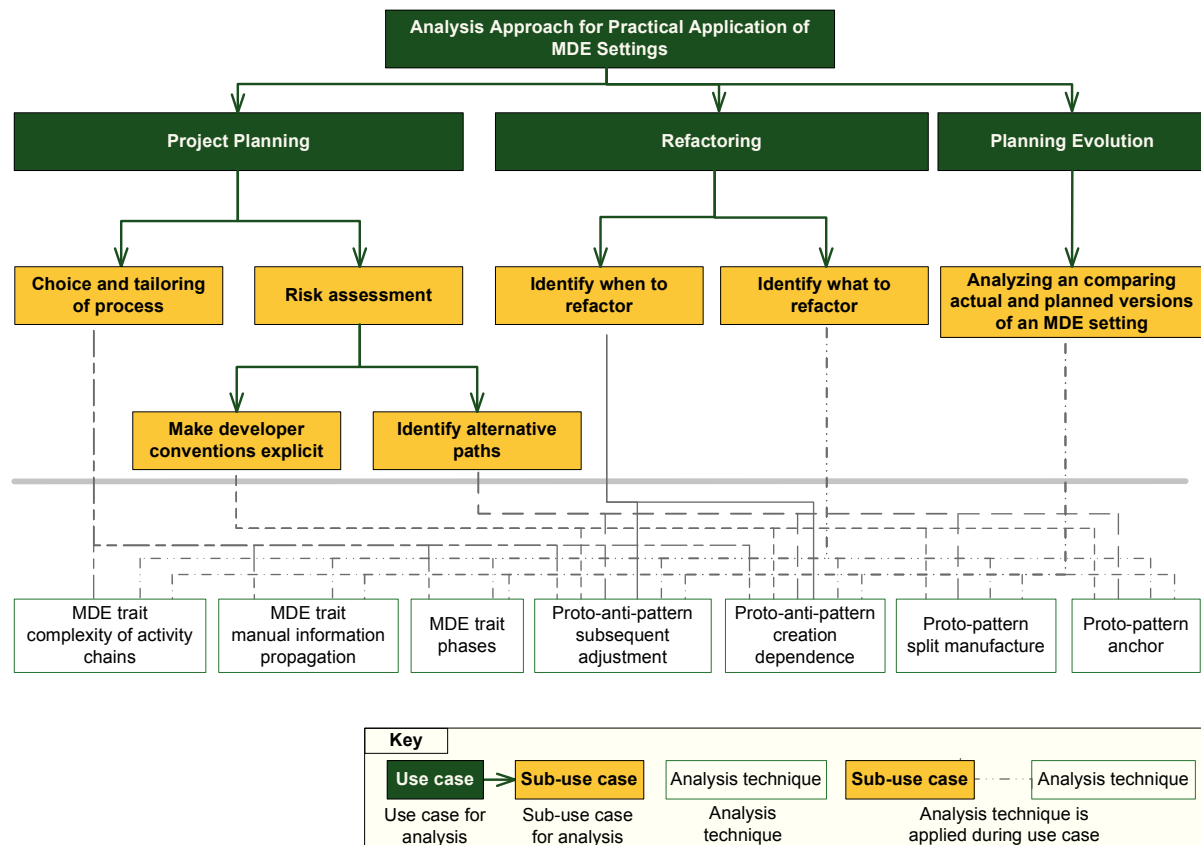 Analysis Approach for Practical Application of
MDE Settings
Project Planning
Refactoring
Planning Evolution
Choice and tailoring
of process
Risk assessment
Identify when to
refactor
Identify what to
refactor
Analyzing an comparing
actual and planned versions
of an MDE setting
Make developer
conventions explicit
Identify alternative
paths
MDE trait
complexity of activity
chains
MDE trait
manual information
propagation
MDE trait
phases
Proto-anti-pattern
subsequent
adjustment
Proto-anti-pattern
creation
dependence
Proto-pattern
split manufacture
Proto-pattern
anchor
Key
Use case
Sub-use case
Analysis technique
Sub-use case
Analysis technique
Use case for
analysis
Sub-use case
for analysis
Analysis
technique
Analysis technique is
applied during use case